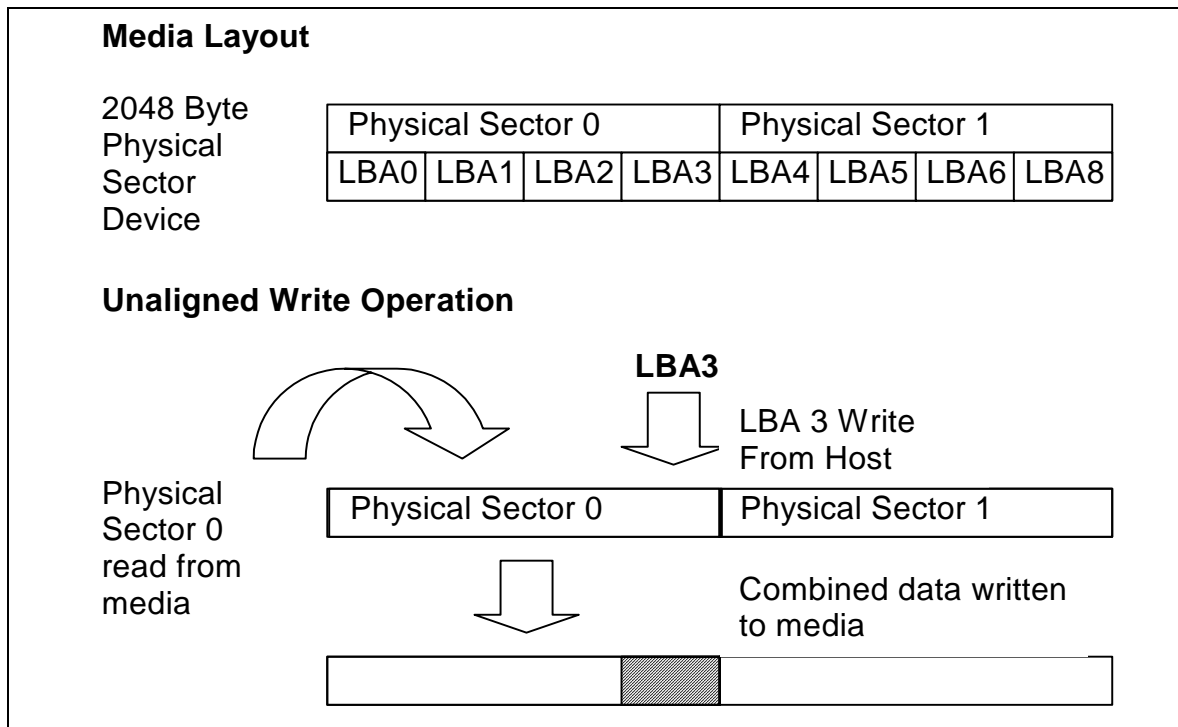 Media Layout
2048 Byte
Physical
Sector
Device
Physical Sector 0 Physical Sector 1
LBA0 LBA1 LBA2 LBA3 LBA4 LBA5 LBA6 LBA8
Unaligned Write Operation
LBA3
LBA 3 Write
From Host
Physical
Sector 0
read from
media
Physical Sector 0 Physical Sector 1
Combined data written
to media